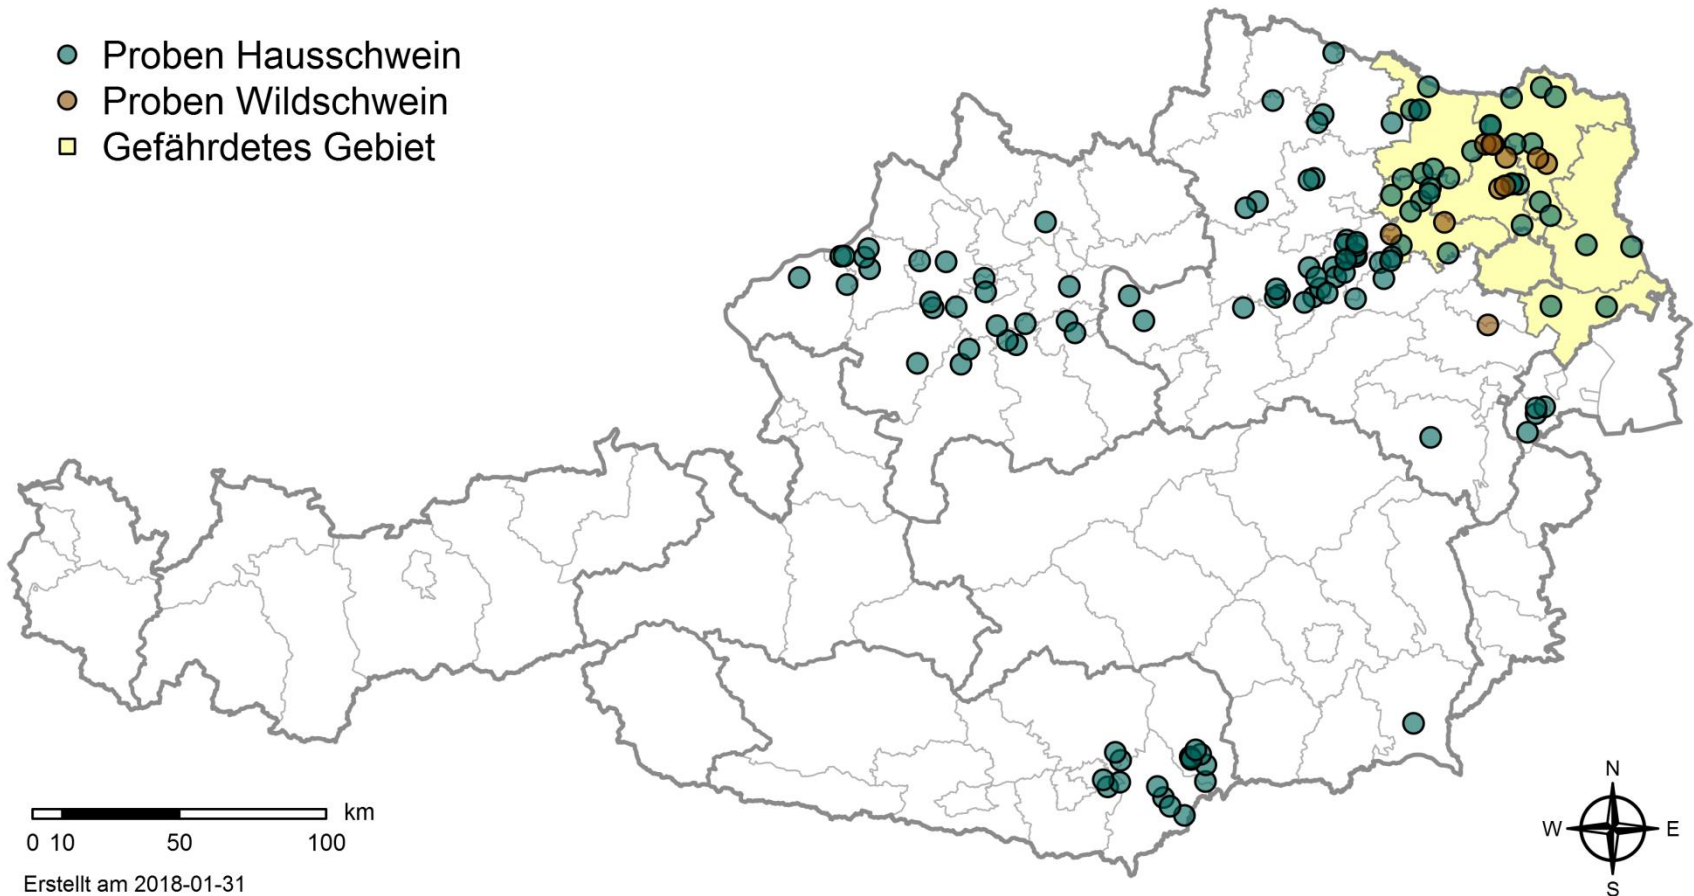 Proben Hausschwein
Proben Wildschwein
Gefährdetes Gebiet
km
0 10 50 100
Erstellt am 2018-01-31
N
W E
S